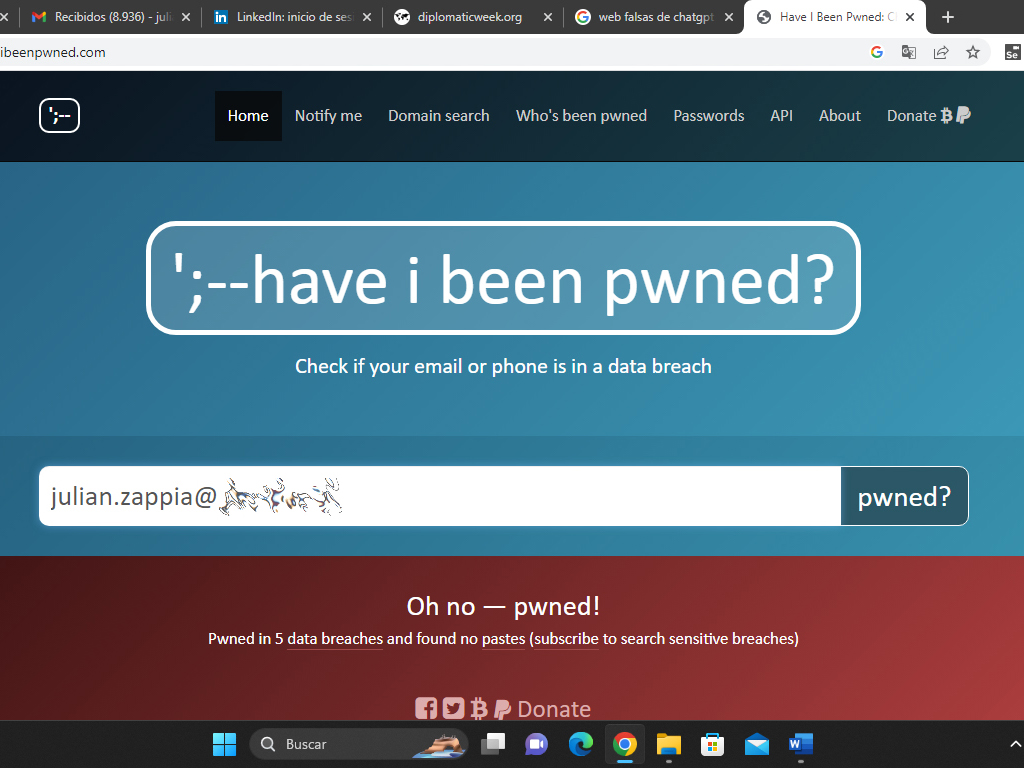 Recibidos (8.936) - juli
LinkedIn: inicio de ses
diplomaticweek.org
web falsas de chatgpt
Have I Been Pwned: C
ibeenpwned.com
Se
';--
Home
Notify me
Domain search
Who's been pwned
Passwords
API
About
Donate
';--have i been pwned?
Check if your email or phone is in a data breach
julian.zappia@
pwned?
Oh no — pwned!
Pwned in 5 data breaches and found no pastes (subscribe to search sensitive breaches)
Donate
Buscar